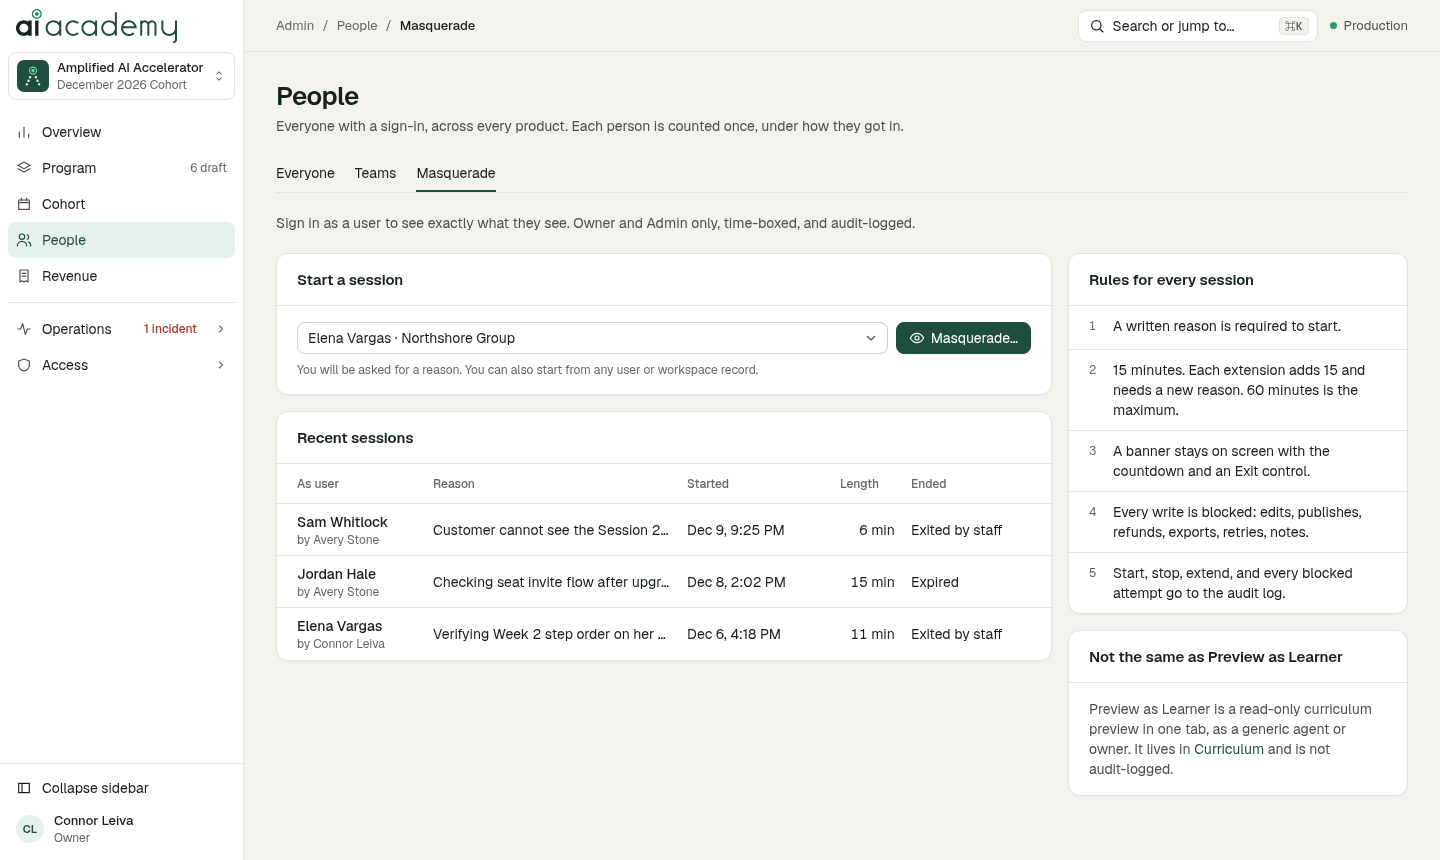 ai academy
Amplified AI Accelerator
December 2026 Cohort
Overview
Program 6 draft
Cohort
People
Revenue
Operations 1 incident
Access
Collapse sidebar
CL
Connor Leiva
Owner
Admin / People / Masquerade
Search or jump to… ⌘K
Production
People
Everyone with a sign-in, across every product. Each person is counted once, under how they got in.
Everyone Teams Masquerade
Sign in as a user to see exactly what they see. Owner and Admin only, time-boxed, and audit-logged.
Start a session
Elena Vargas · Northshore Group
Masquerade…
You will be asked for a reason. You can also start from any user or workspace record.
Recent sessions
As user Reason Started Length Ended
Sam Whitlock
by Avery Stone
Customer cannot see the Session 2… Dec 9, 9:25 PM 6 min Exited by staff
Jordan Hale
by Avery Stone
Checking seat invite flow after upgr… Dec 8, 2:02 PM 15 min Expired
Elena Vargas
by Connor Leiva
Verifying Week 2 step order on her … Dec 6, 4:18 PM 11 min Exited by staff
Rules for every session
1 A written reason is required to start.
2 15 minutes. Each extension adds 15 and
needs a new reason. 60 minutes is the
maximum.
3 A banner stays on screen with the
countdown and an Exit control.
4 Every write is blocked: edits, publishes,
refunds, exports, retries, notes.
5 Start, stop, extend, and every blocked
attempt go to the audit log.
Not the same as Preview as Learner
Preview as Learner is a read-only curriculum
preview in one tab, as a generic agent or
owner. It lives in Curriculum and is not
audit-logged.